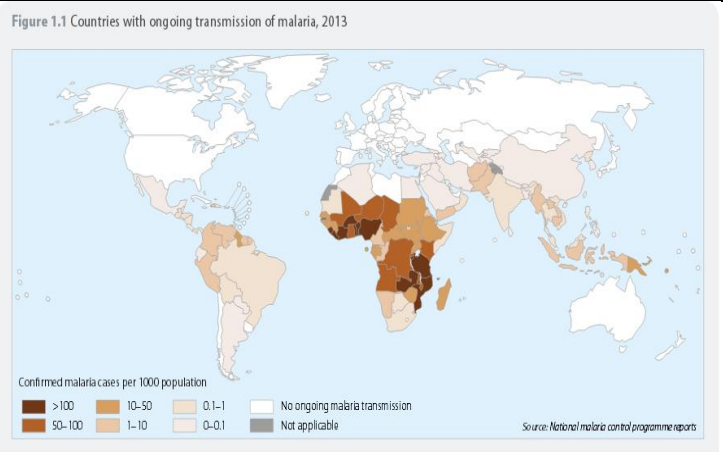 Figure 1.1 Countries with ongoing transmission of malaria, 2013
Confirmed malaria cases per 1000 population
>100
10–50
0.1–1
No ongoing malaria transmission
50–100
1–10
0–0.1
Not applicable
Source: National malaria control programme reports